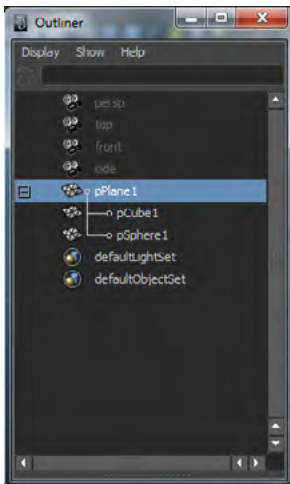 Outliner
Display Show Help
persp
top
front
side
pPlane1
pCube1
pSphere1
defaultLightSet
defaultObjectSet